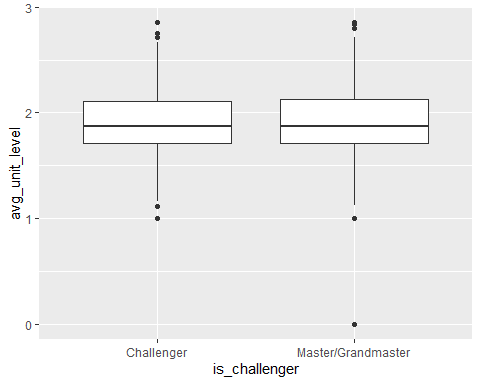 3
2
1
0
avg_unit_level
Challenger
Master/Grandmaster
is_challenger